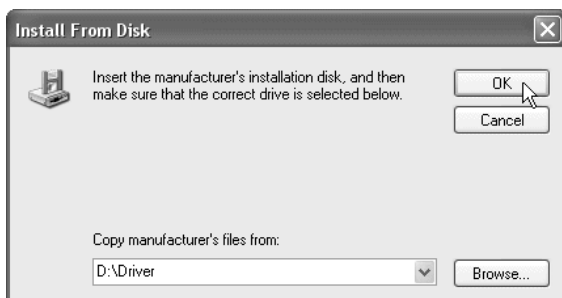 Install From Disk
Insert the manufacturer's installation disk, and then
make sure that the correct drive is selected below.
OK
Cancel
Copy manufacturer's files from:
D:\Driver
Browse...